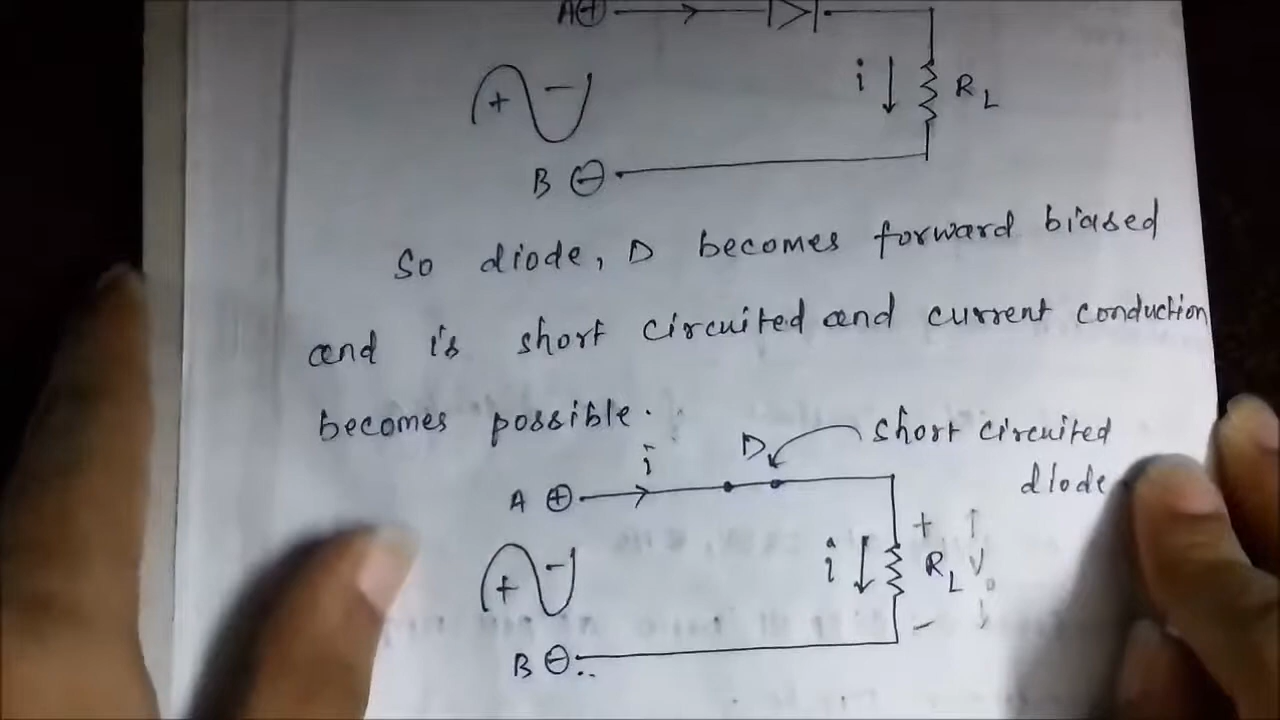 A ⊕
i
R L
+ -
B ⊖
So diode, D becomes forward biased
and is short circuited and current conduction
becomes possible.
i
D
short circuited
diode
A ⊕
+ ↑
i
R L
V o
+ -
- ↓
B ⊖